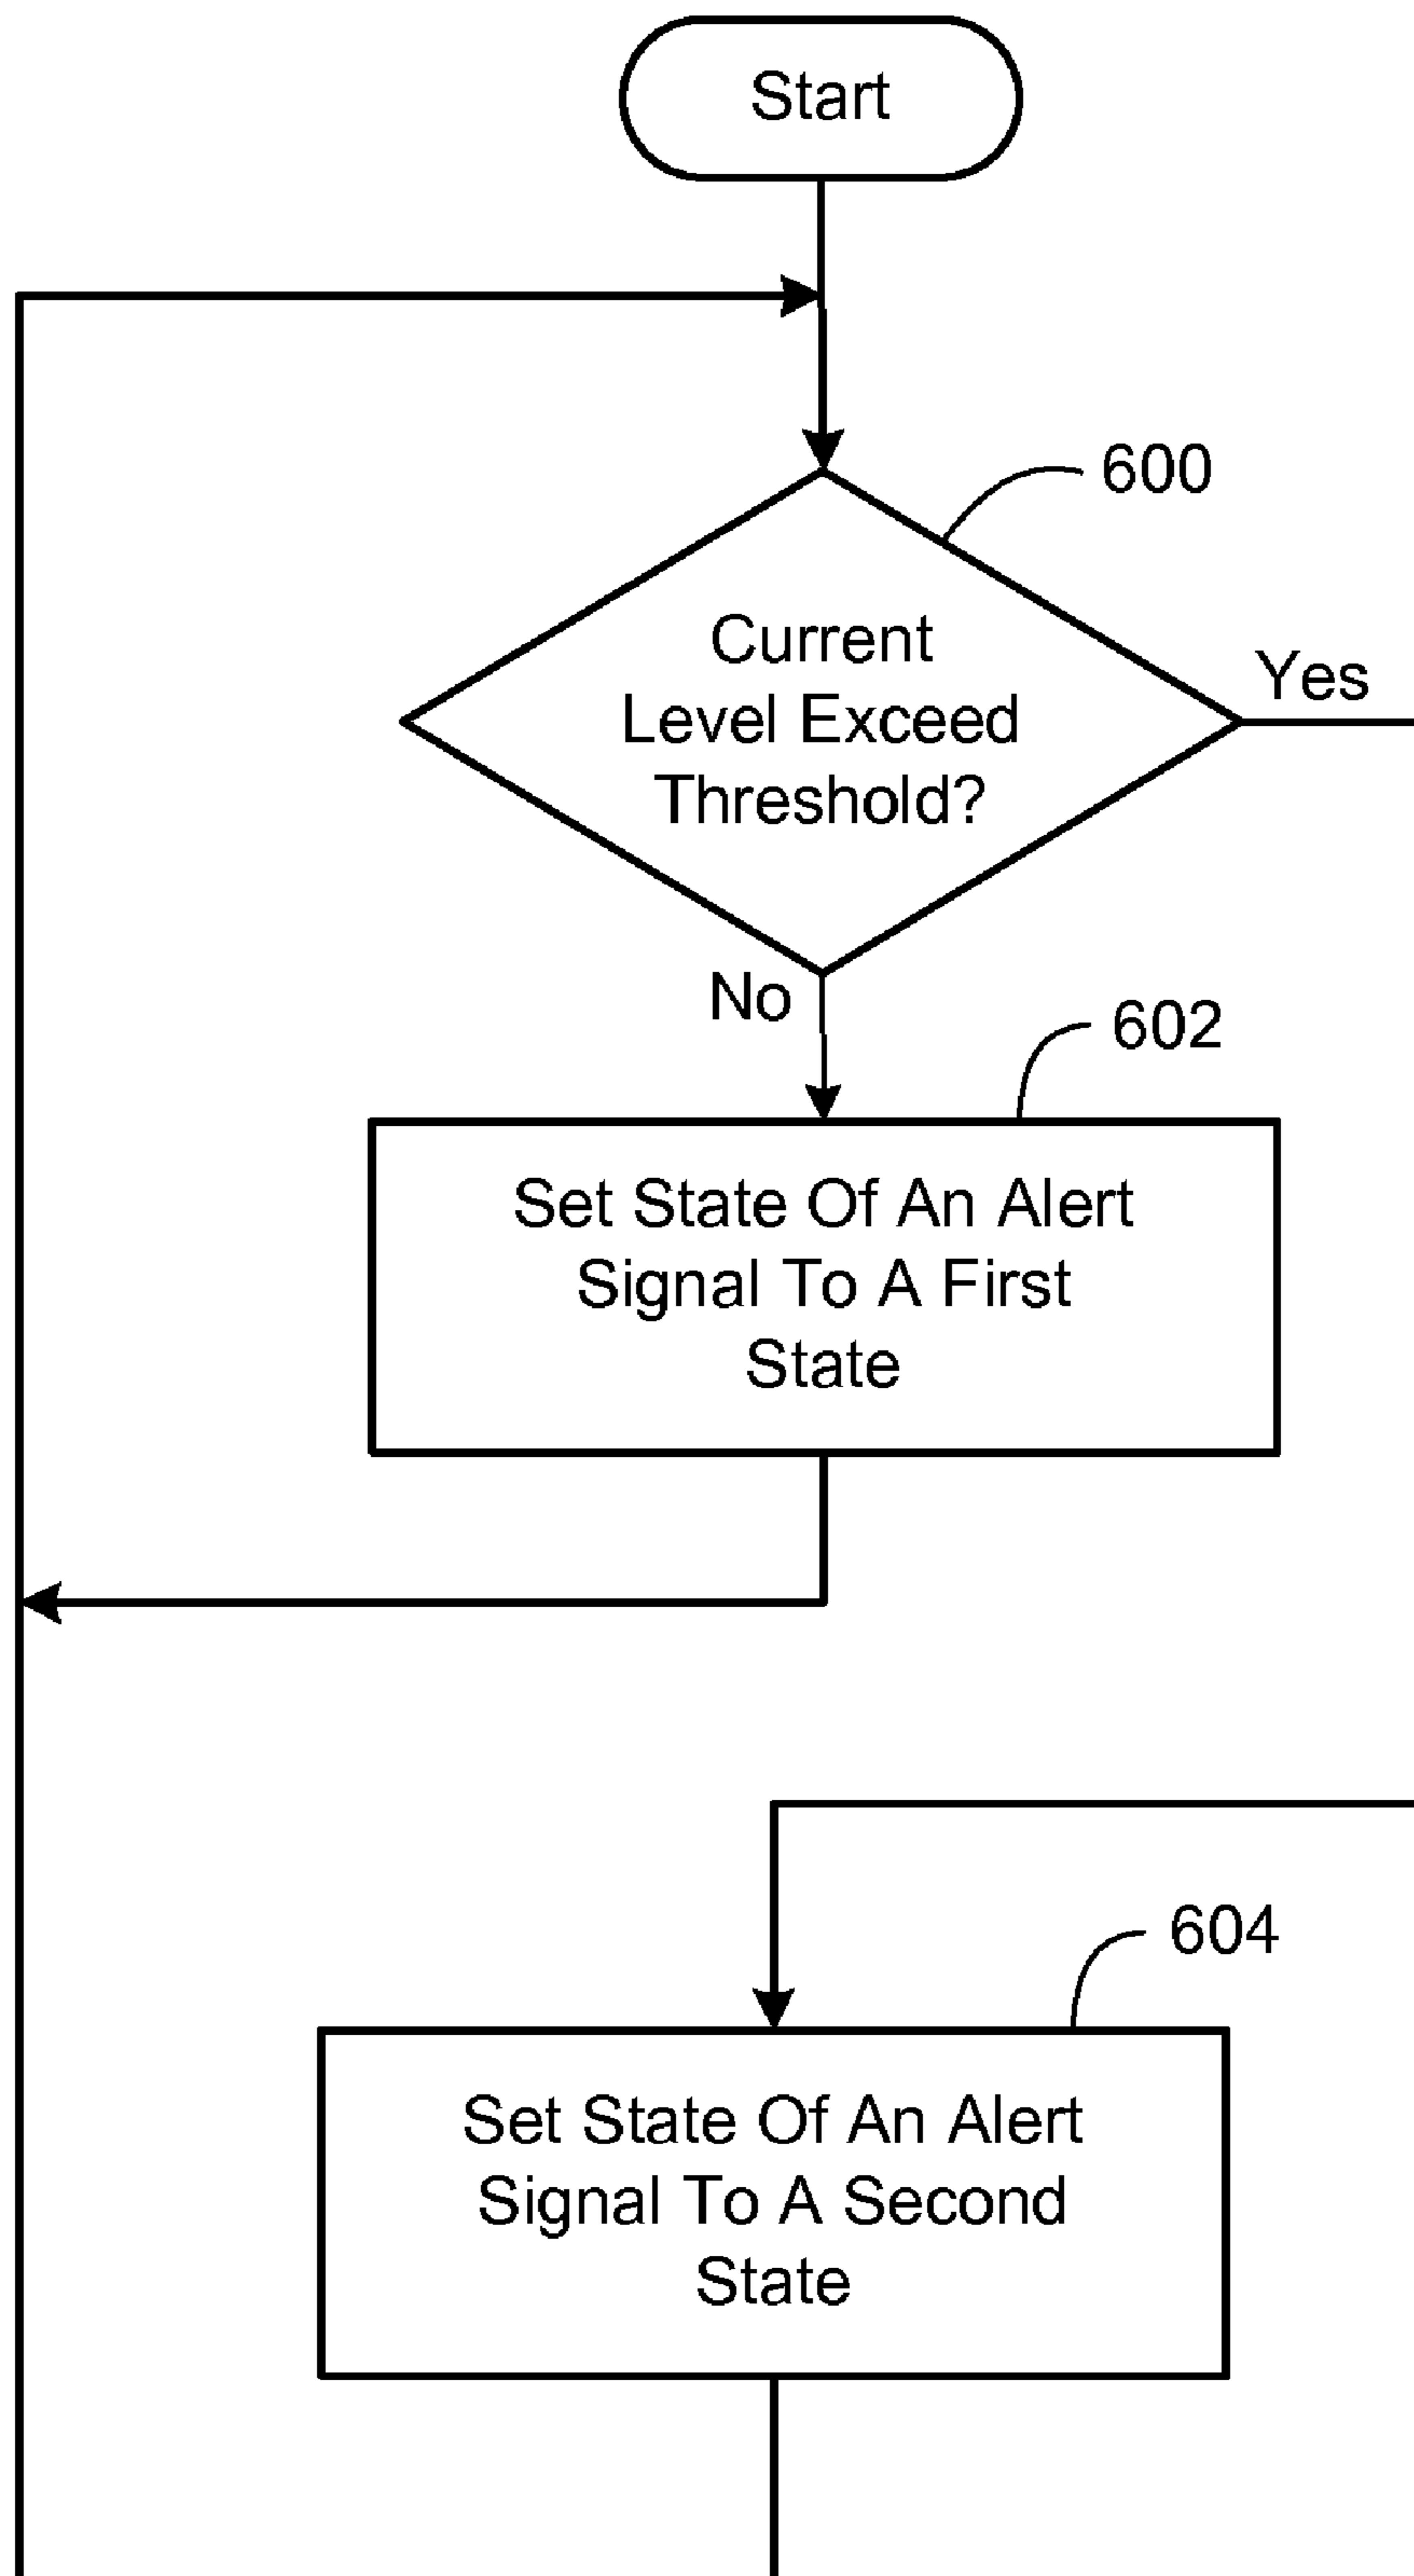 Start
600
Current
Level Exceed
Threshold?
Yes
No
602
Set State Of An Alert
Signal To A First
State
604
Set State Of An Alert
Signal To A Second
State